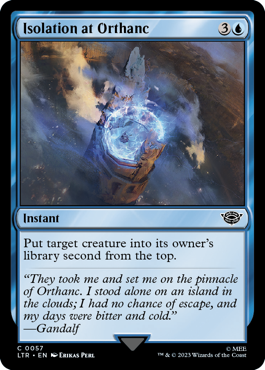 Isolation at Orthanc 3
Instant
Put target creature into its owner's
library second from the top.
“They took me and set me on the pinnacle
of Orthanc. I stood alone on an island in
the clouds; I had no chance of escape, and
my days were bitter and cold.”
—Gandalf
C 0057
LTR • EN ERIKAS PERL
© MEE
™ & © 2023 Wizards of the Coast